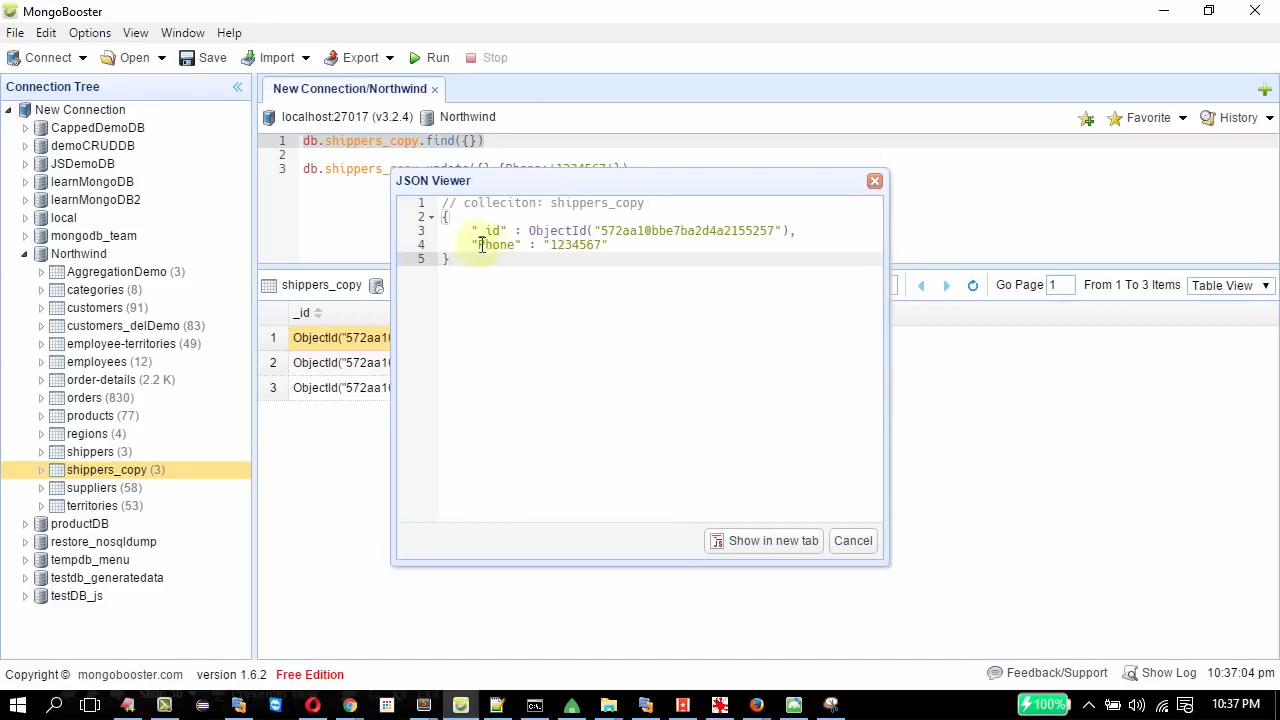 MongoBooster
File Edit Options View Window Help
Connect Open Save Import Export Run Stop
Connection Tree
New Connection
CappedDemoDB
demoCRUDDB
JSDemoDB
learnMongoDB
learnMongoDB2
local
mongodb_team
Northwind
AggregationDemo (3)
categories (8)
customers (91)
customers_delDemo (83)
employee-territories (49)
employees (12)
order-details (2.2 K)
orders (830)
products (77)
regions (4)
shippers (3)
shippers_copy (3)
suppliers (58)
territories (53)
productDB
restore_nosqldump
tempdb_menu
testdb_generatedata
testDB_js
New Connection/Northwind
localhost:27017 (v3.2.4) Northwind
Favorite History
1 db.shippers_copy.find({})
2
3 db.shippers_copy.update({},{Phone:'1234567'})
shippers_copy
Go Page 1 From 1 To 3 Items Table View
_id
1 ObjectId("572aa10
2 ObjectId("572aa10
3 ObjectId("572aa10
JSON Viewer
1 // colleciton: shippers_copy
2 {
3 "_id" : ObjectId("572aa10bbe7ba2d4a2155257"),
4 "Phone" : "1234567"
5 }
Show in new tab Cancel
Copyright © mongobooster.com version 1.6.2 Free Edition
Feedback/Support Show Log 10:37:04 pm
100% 10:37 PM